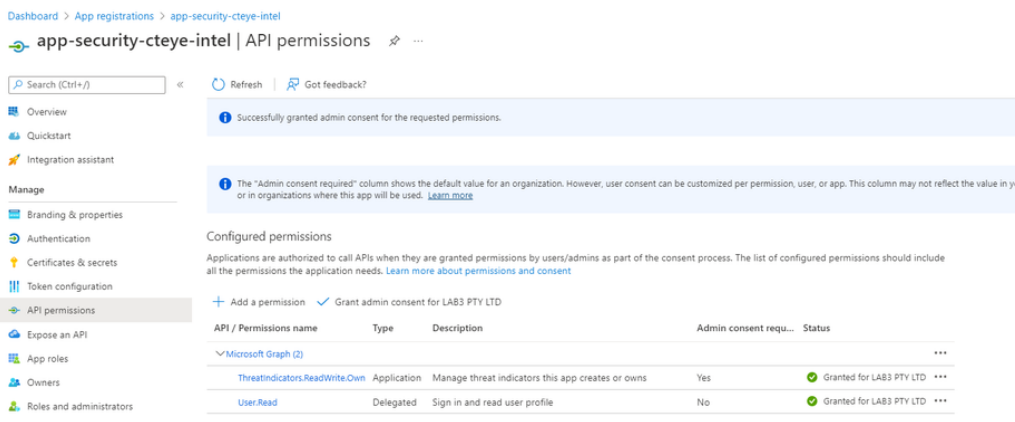 Dashboard > App registrations > app-security-cteye-intel
app-security-cteye-intel | API permissions
Search (Ctrl+/)
Overview
Quickstart
Integration assistant
Manage
Branding & properties
Authentication
Certificates & secrets
Token configuration
API permissions
Expose an API
App roles
Owners
Roles and administrators
Refresh
Got feedback?
Successfully granted admin consent for the requested permissions.
The "Admin consent required" column shows the default value for an organization. However, user consent can be customized per permission, user, or app. This column may not reflect the value in y
or in organizations where this app will be used. Learn more
Configured permissions
Applications are authorized to call APIs when they are granted permissions by users/admins as part of the consent process. The list of configured permissions should include
all the permissions the application needs. Learn more about permissions and consent
Add a permission
Grant admin consent for LAB3 PTY LTD
API / Permissions name Type Description Admin consent requ... Status
Microsoft Graph (2) ...
ThreatIndicators.ReadWrite.Own Application Manage threat indicators this app creates or owns Yes Granted for LAB3 PTY LTD ...
User.Read Delegated Sign in and read user profile No Granted for LAB3 PTY LTD ...